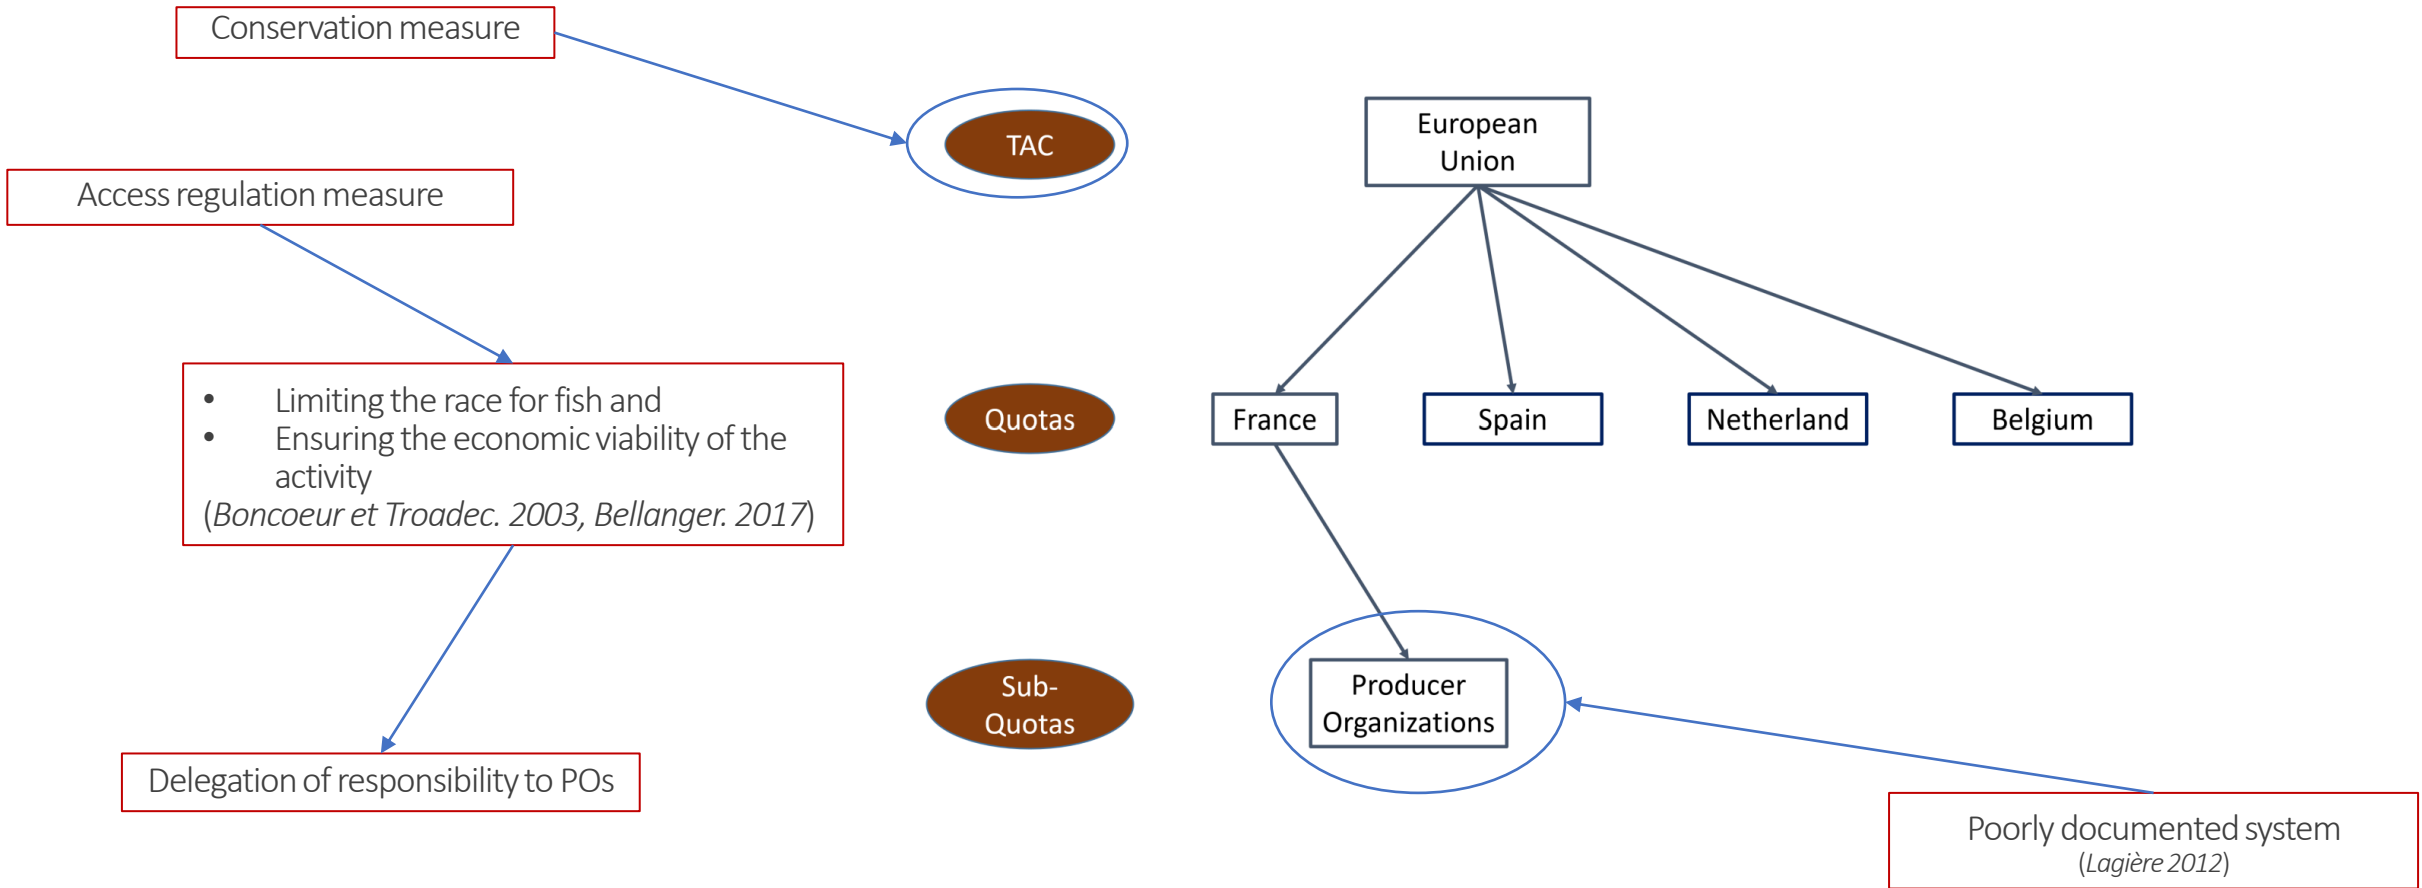 Conservation measure
TAC
European
Union
Access regulation measure
• Limiting the race for fish and
• Ensuring the economic viability of the
activity
(Boncoeur et Troadec. 2003, Bellanger. 2017)
Quotas
France
Spain
Netherland
Belgium
Sub-
Quotas
Producer
Organizations
Delegation of responsibility to POs
Poorly documented system
(Lagière 2012)